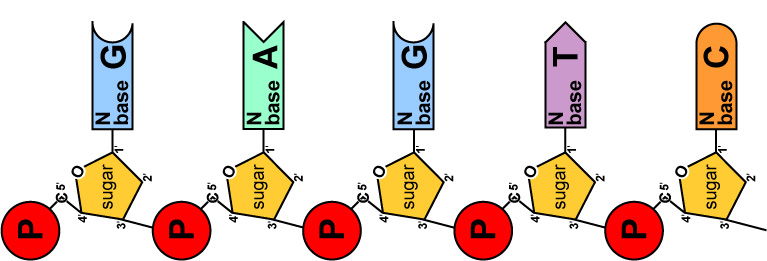 G
N
base
O
sugar
1'
2'
3'
4'
C 5'
P
A
N
base
O
sugar
1'
2'
3'
4'
C 5'
P
G
N
base
O
sugar
1'
2'
3'
4'
C 5'
P
T
N
base
O
sugar
1'
2'
3'
4'
C 5'
P
C
N
base
O
sugar
1'
2'
3'
4'
C 5'
P